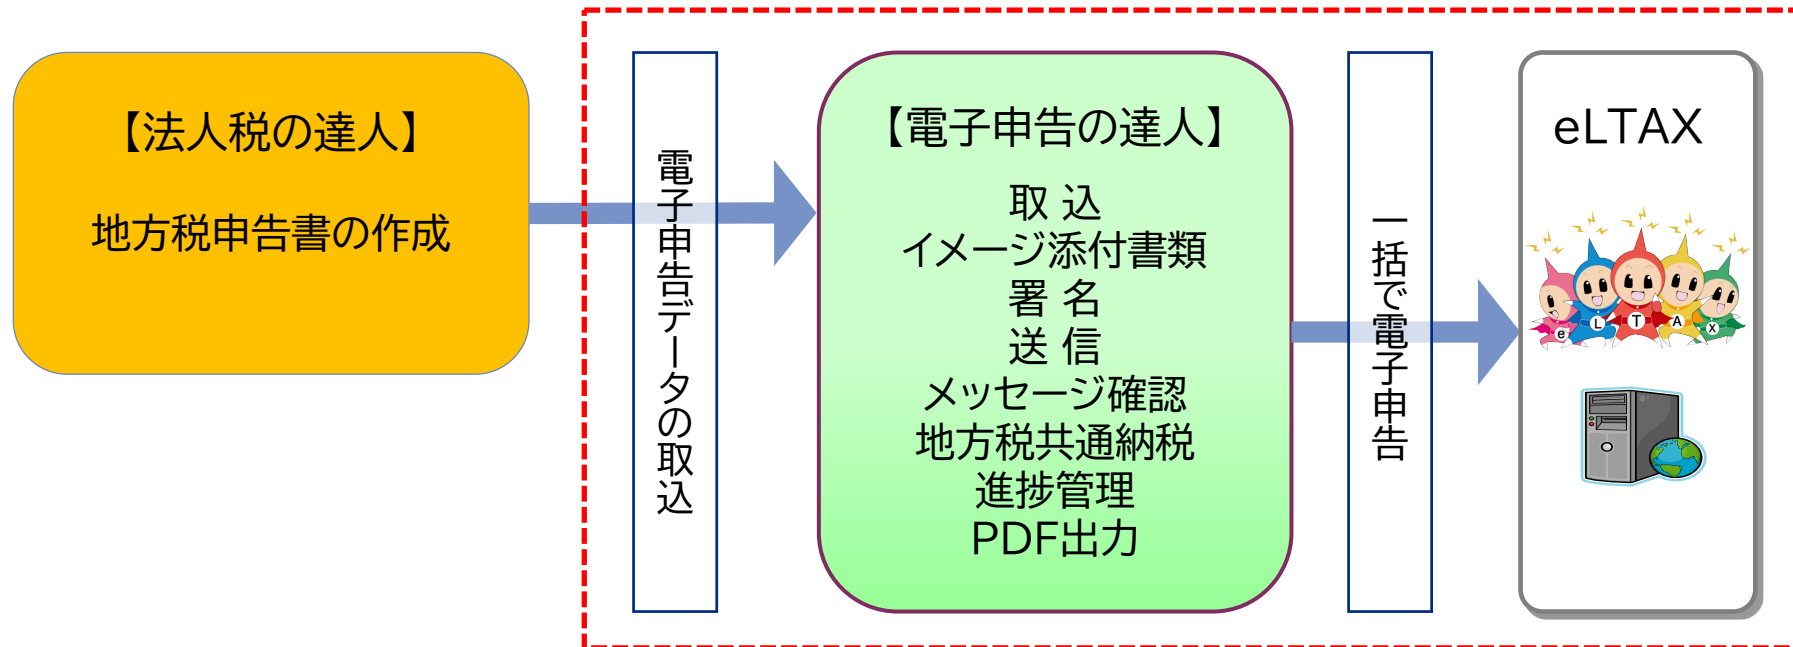 【法人税の達人】
地方税申告書の作成
電子申告データの取込
【電子申告の達人】
取 込
イメージ添付書類
署 名
送 信
メッセージ確認
地方税共通納税
進捗管理
PDF出力
一括で電子申告
eLTAX
e L T A X